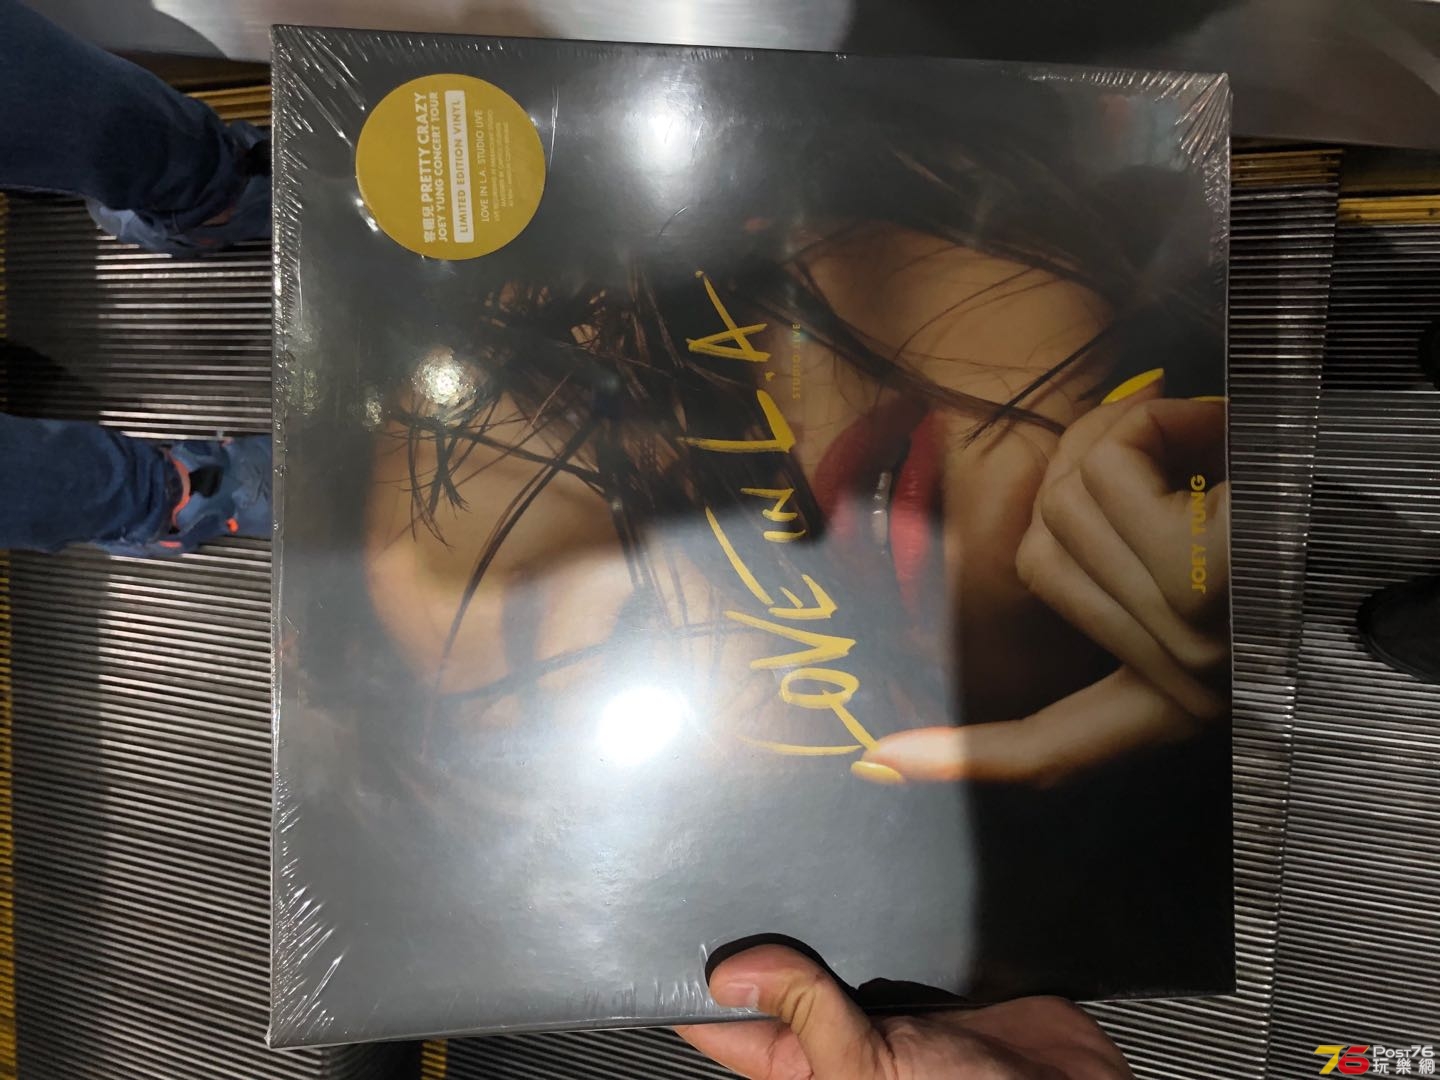 容祖兒 PRETTY CRAZY
JOEY YUNG CONCERT TOUR
LIMITED EDITION VINYL
LOVE IN L.A. STUDIO LIVE
LOVE IN L.A
STUDIO LIVE
JOEY YUNG
76 POST76
玩樂網